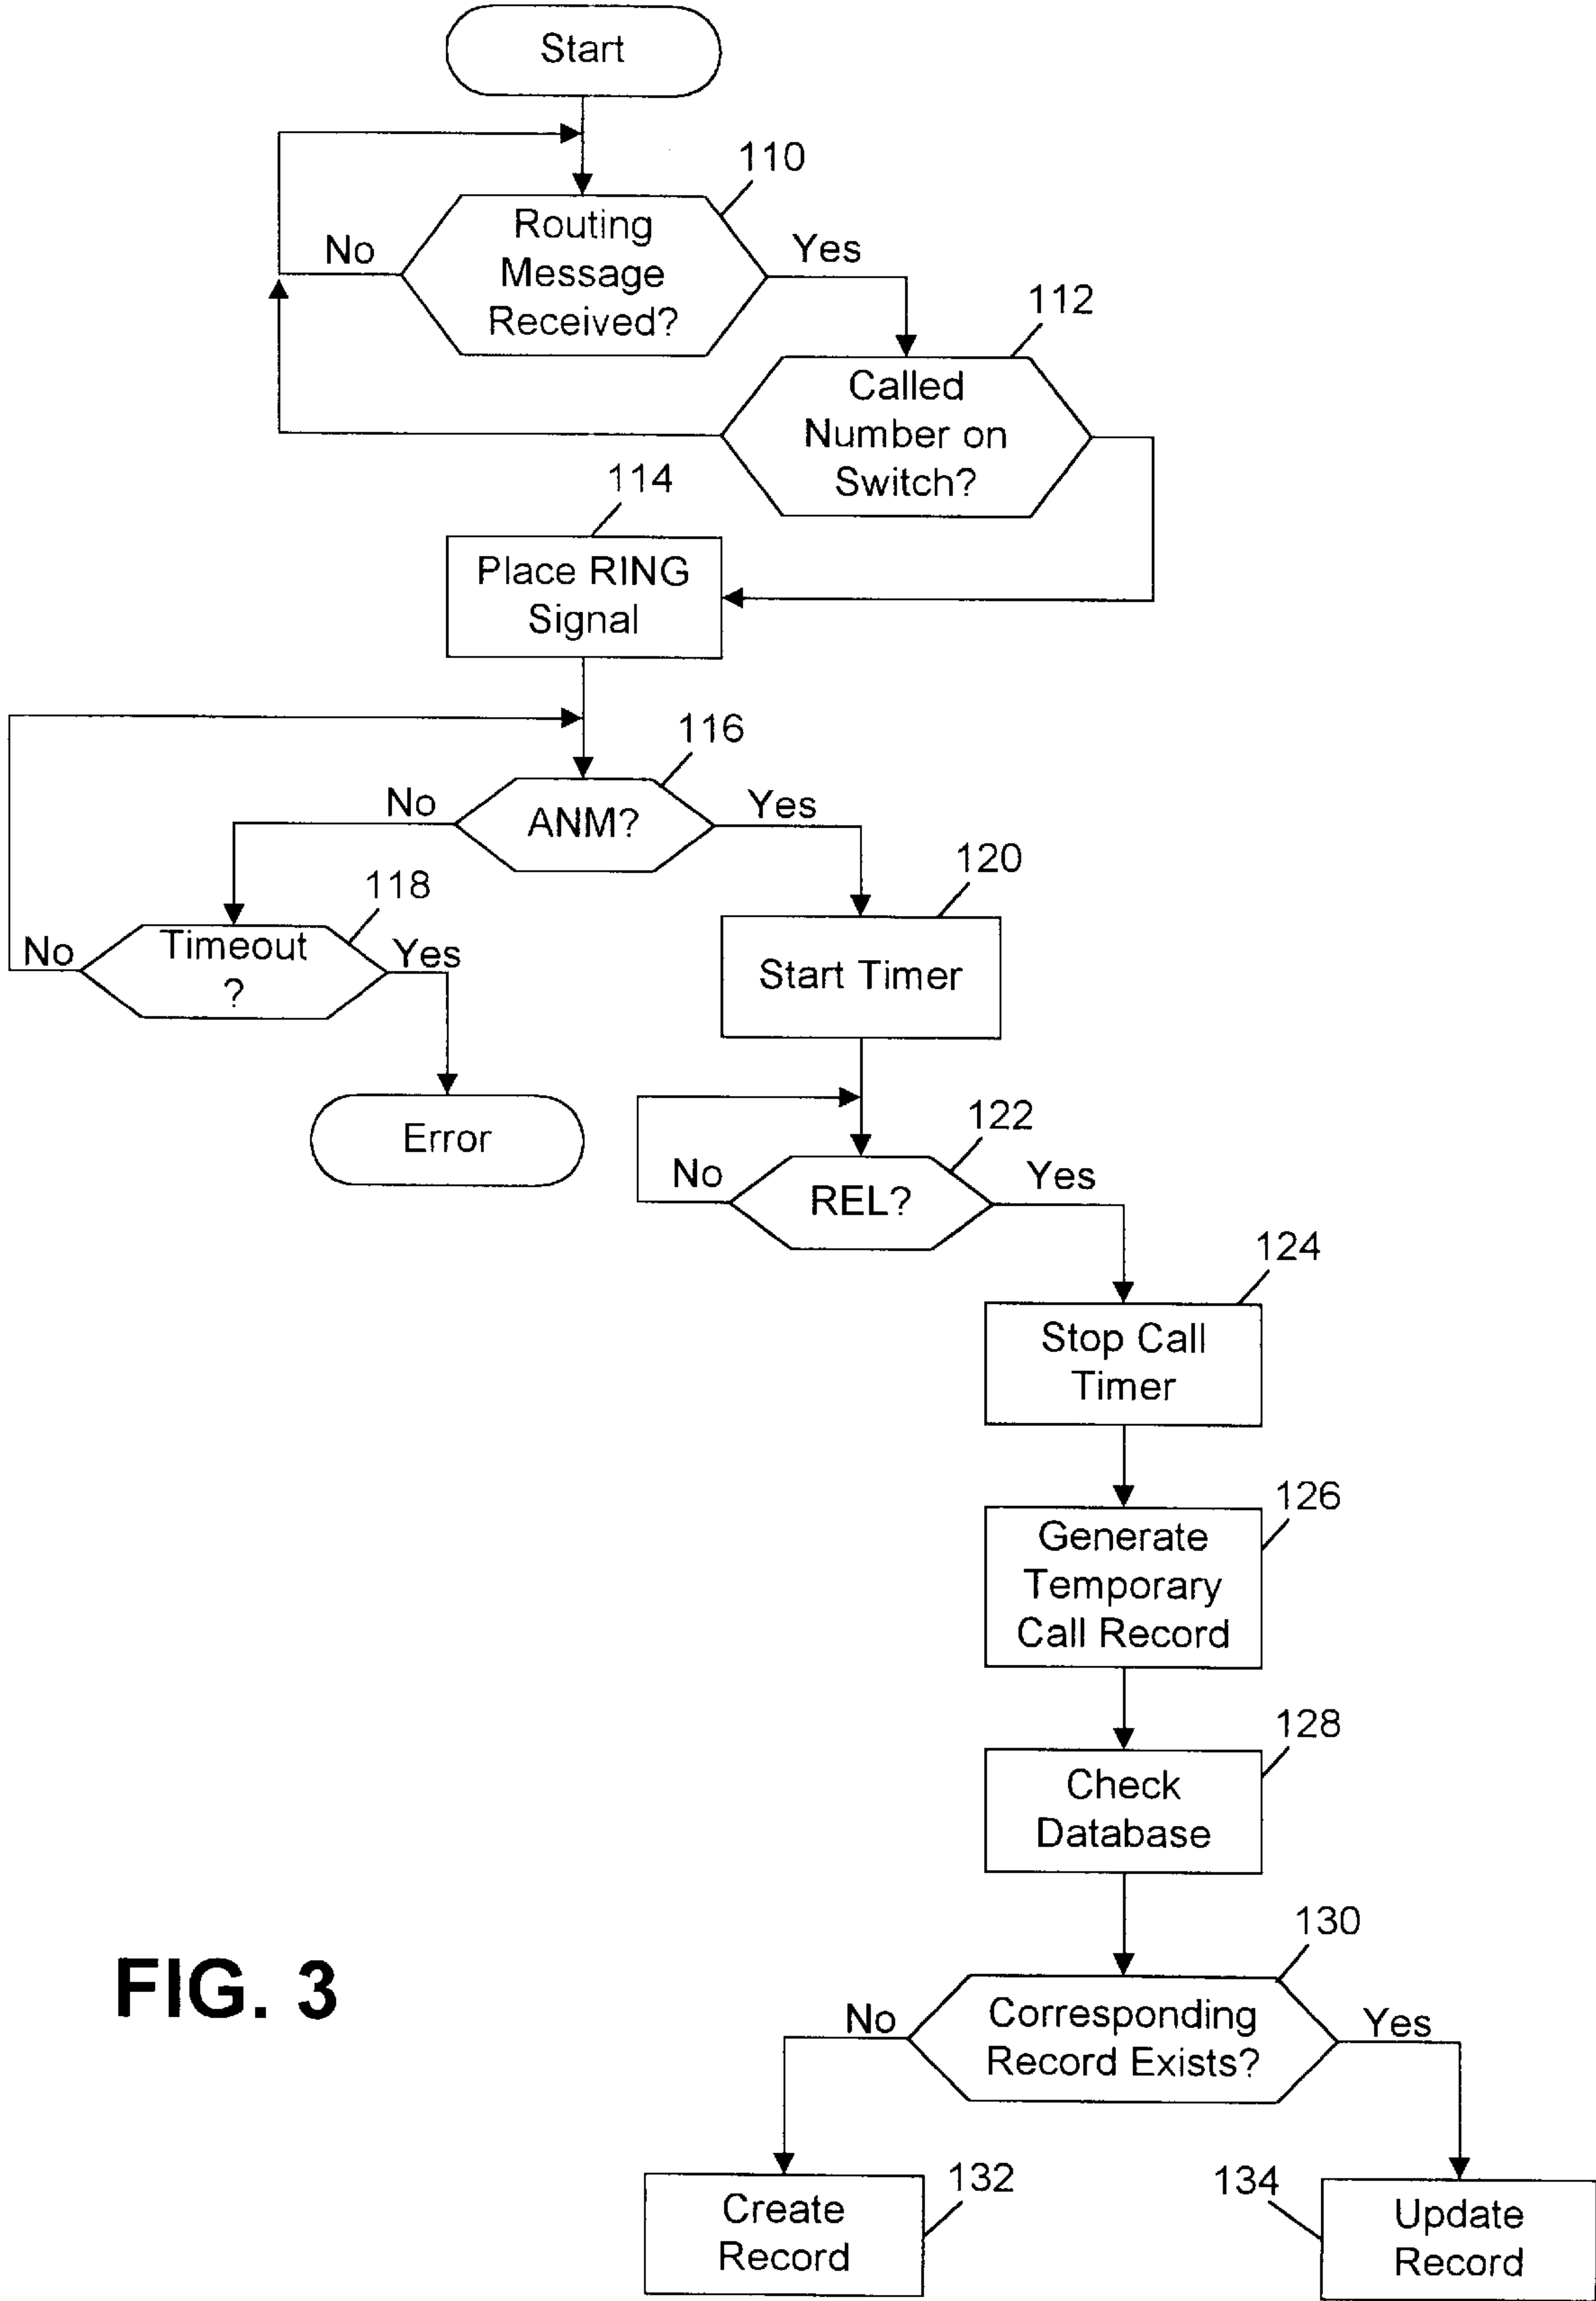 Start
110
Routing
Message
Received?
No
Yes
112
Called
Number on
Switch?
114
Place RING
Signal
116
ANM?
No
Yes
118
Timeout
?
No
Yes
Error
120
Start Timer
122
REL?
No
Yes
124
Stop Call
Timer
126
Generate
Temporary
Call Record
128
Check
Database
130
Corresponding
Record Exists?
No
Yes
132
Create
Record
134
Update
Record
FIG. 3